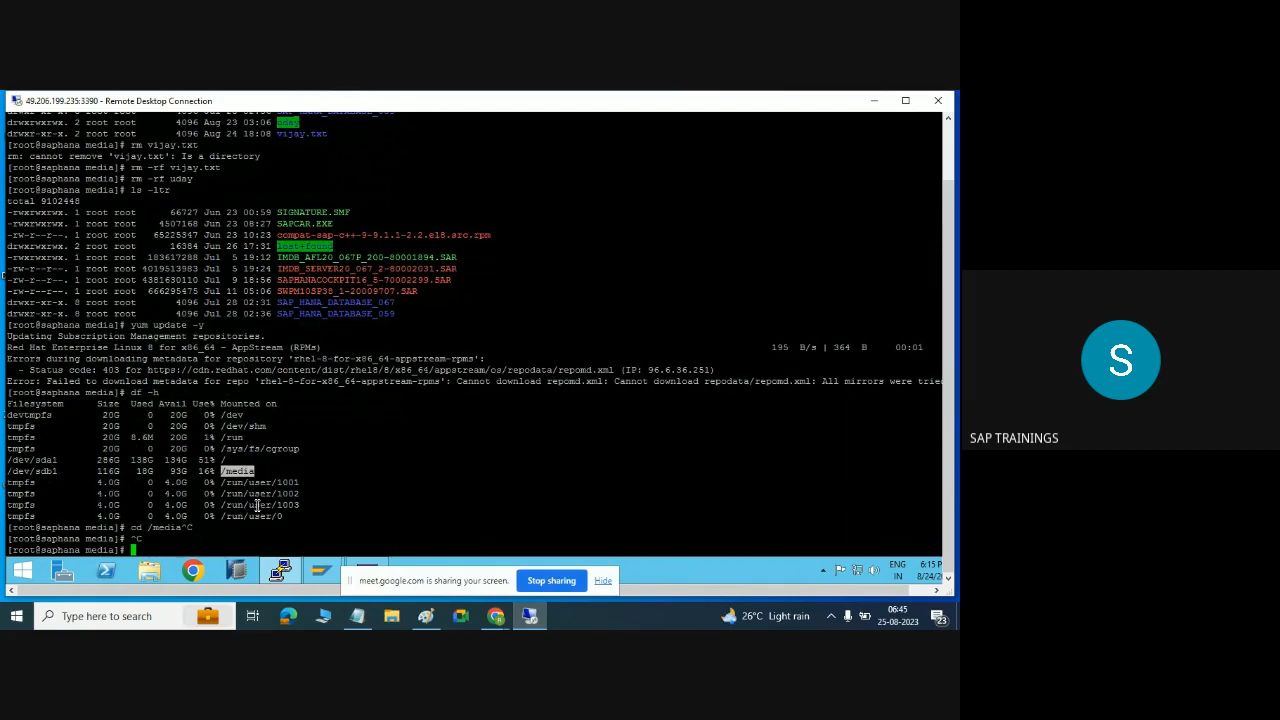 49.206.199.235:3390 - Remote Desktop Connection
drwxrwxrwx. 2 root root 4096 Aug 23 03:06 uday
drwxr-xr-x. 2 root root 4096 Aug 24 18:08 vijay.txt
[root@saphana media]# rm vijay.txt
rm: cannot remove 'vijay.txt': Is a directory
[root@saphana media]# rm -rf vijay.txt
[root@saphana media]# rm -rf uday
[root@saphana media]# ls -ltr
total 9102448
-rwxrwxrwx. 1 root root 66727 Jun 23 00:59 SIGNATURE.SMF
-rwxrwxrwx. 1 root root 4507168 Jun 23 08:27 SAPCAR.EXE
-rwxrwxrwx. 1 root root 65225347 Jun 23 10:23 compat-sap-c++-9-9.1.1-2.2.el8.src.rpm
drwxrwxrwx. 2 root root 16384 Jun 26 17:31 lost+found
-rwxr-xr-x. 1 root root 183617288 Jul 5 19:12 IMDB_AFL20_067P_200-80001894.SAR
-rw-r--r--. 1 root root 4019513983 Jul 5 19:24 IMDB_SERVER20_067_2-80002031.SAR
-rw-r--r--. 1 root root 4381630110 Jul 9 18:56 SAPHANACOCKPIT16_5-70002299.SAR
-rw-r--r--. 1 root root 666295475 Jul 11 05:06 SWPM10SP38_1-20009707.SAR
drwxr-xr-x. 8 root root 4096 Jul 28 02:31 SAP_HANA_DATABASE_067
drwxr-xr-x. 8 root root 4096 Jul 28 02:36 SAP_HANA_DATABASE_059
[root@saphana media]# yum update -y
Updating Subscription Management repositories.
Red Hat Enterprise Linux 8 for x86_64 - AppStream (RPMs) 195 B/s | 364 B 00:01
Errors during downloading metadata for repository 'rhel-8-for-x86_64-appstream-rpms':
- Status code: 403 for https://cdn.redhat.com/content/dist/rhel8/8/x86_64/appstream/os/repodata/repomd.xml (IP: 96.6.36.251)
Error: Failed to download metadata for repo 'rhel-8-for-x86_64-appstream-rpms': Cannot download repomd.xml: Cannot download repodata/repomd.xml: All mirrors were tried
[root@saphana media]# df -h
Filesystem Size Used Avail Use% Mounted on
devtmpfs 20G 0 20G 0% /dev
tmpfs 20G 0 20G 0% /dev/shm
tmpfs 20G 8.6M 20G 1% /run
tmpfs 20G 0 20G 0% /sys/fs/cgroup
/dev/sda1 286G 138G 134G 51% /
/dev/sdb1 116G 18G 93G 16% /media
tmpfs 4.0G 0 4.0G 0% /run/user/1001
tmpfs 4.0G 0 4.0G 0% /run/user/1002
tmpfs 4.0G 0 4.0G 0% /run/user/1003
tmpfs 4.0G 0 4.0G 0% /run/user/0
[root@saphana media]# cd /media^C
[root@saphana media]# ^C
[root@saphana media]#
SAP TRAININGS
S
ENG
IN
6:15 P
8/24/2
meet.google.com is sharing your screen.
Stop sharing
Hide
Type here to search
26°C Light rain
06:45
25-08-2023
23